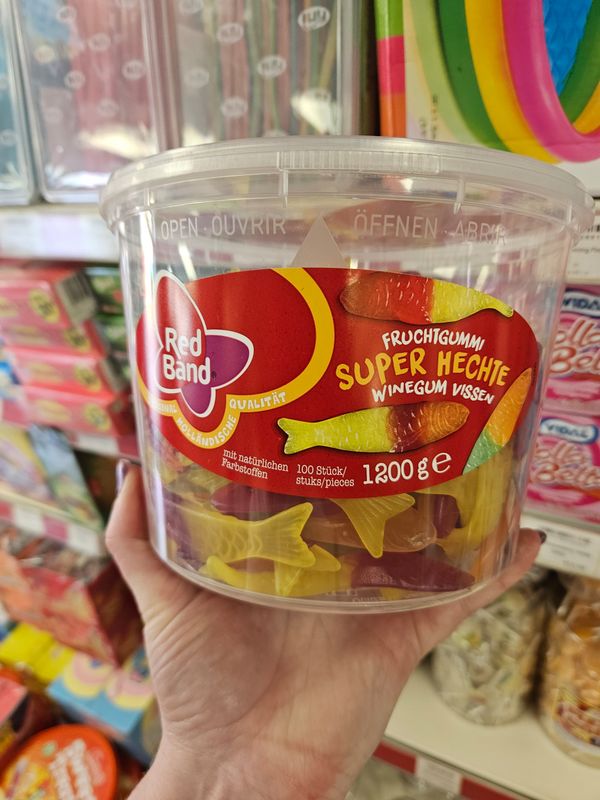 OPEN · OUVRIR
ÖFFNEN · ABRIR
Red
Band
ORIGINAL HOLLÄNDISCHE QUALITÄT
FRUCHTGUMMI
SUPER HECHTE
WINEGUM VISSEN
mit natürlichen
Farbstoffen
100 Stück/
stuks/pieces
1200 g e
VIDAL
VIDAL